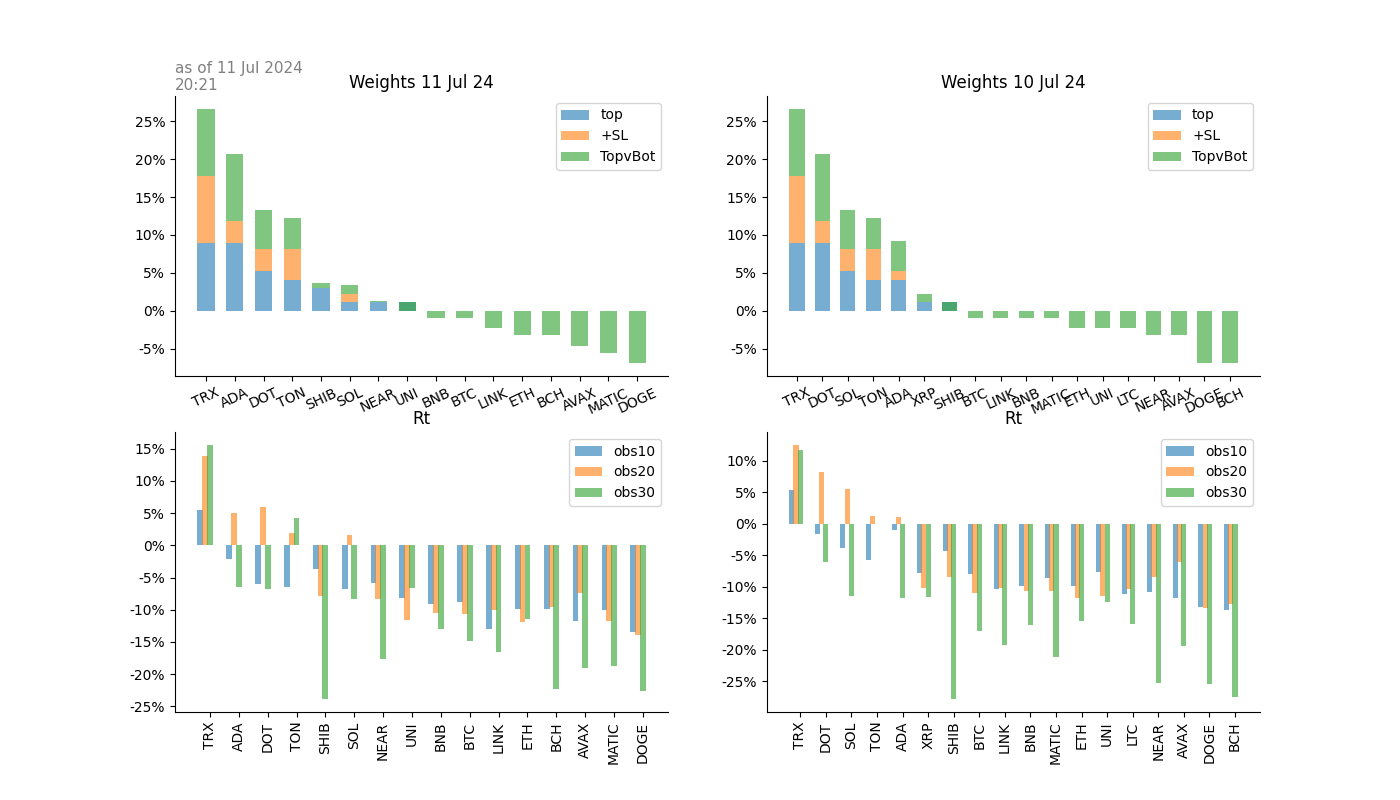 as of 11 Jul 2024
20:21
Weights 11 Jul 24
25%
20%
15%
10%
5%
0%
-5%
top
+SL
TopvBot
TRX ADA DOT TON SHIB SOL NEAR UNI BNB BTC LINK ETH BCH AVAX MATIC DOGE
Weights 10 Jul 24
25%
20%
15%
10%
5%
0%
-5%
top
+SL
TopvBot
TRX DOT SOL TON ADA XRP SHIB BTC LINK BNB MATIC ETH UNI LTC NEAR AVAX DOGE BCH
Rt
15%
10%
5%
0%
-5%
-10%
-15%
-20%
-25%
obs10
obs20
obs30
TRX ADA DOT TON SHIB SOL NEAR UNI BNB BTC LINK ETH BCH AVAX MATIC DOGE
Rt
10%
5%
0%
-5%
-10%
-15%
-20%
-25%
obs10
obs20
obs30
TRX DOT SOL TON ADA XRP SHIB BTC LINK BNB MATIC ETH UNI LTC NEAR AVAX DOGE BCH